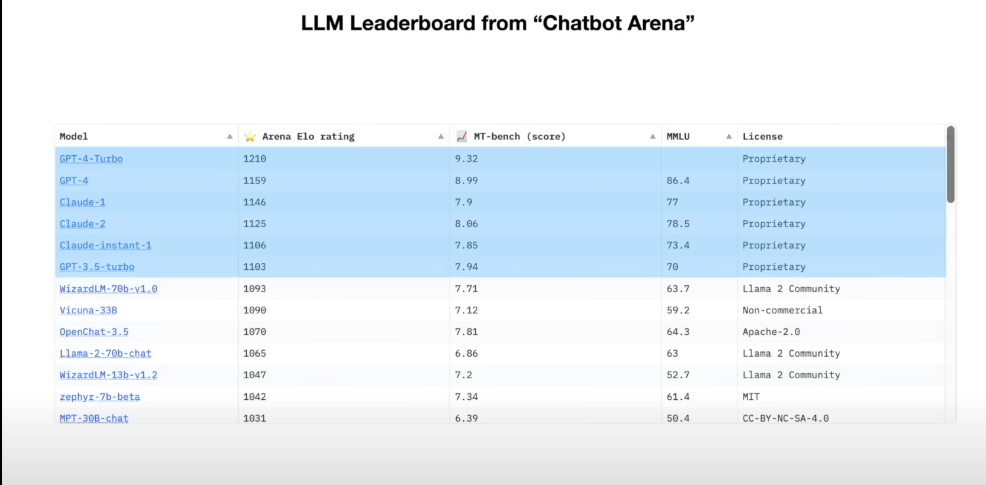 LLM Leaderboard from “Chatbot Arena”
Model ⭐ Arena Elo rating 📈 MT-bench (score) MMLU License
GPT-4-Turbo 1210 9.32 Proprietary
GPT-4 1159 8.99 86.4 Proprietary
Claude-1 1146 7.9 77 Proprietary
Claude-2 1125 8.06 78.5 Proprietary
Claude-instant-1 1106 7.85 73.4 Proprietary
GPT-3.5-turbo 1103 7.94 70 Proprietary
WizardLM-70b-v1.0 1093 7.71 63.7 Llama 2 Community
Vicuna-33B 1090 7.12 59.2 Non-commercial
OpenChat-3.5 1070 7.81 64.3 Apache-2.0
Llama-2-70b-chat 1065 6.86 63 Llama 2 Community
WizardLM-13b-v1.2 1047 7.2 52.7 Llama 2 Community
zephyr-7b-beta 1042 7.34 61.4 MIT
MPT-30B-chat 1031 6.39 50.4 CC-BY-NC-SA-4.0